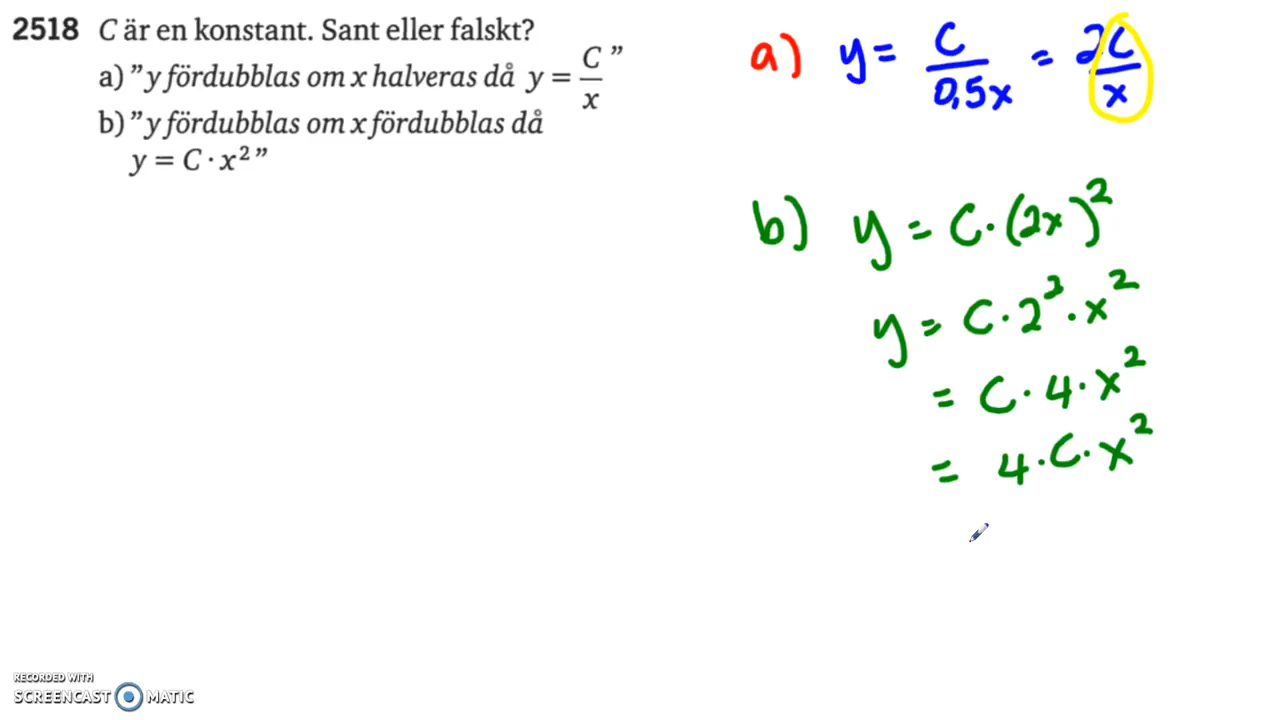 2518 C är en konstant. Sant eller falskt?
a) ”y fördubblas om x halveras då y = C/x ”
b) ”y fördubblas om x fördubblas då
y = C · x² ”
a) y = C/0,5x = 2C/x
b) y = C · (2x)²
y = C · 2² · x²
= C · 4 · x²
= 4 · C · x²
RECORDED WITH
SCREENCAST MATIC